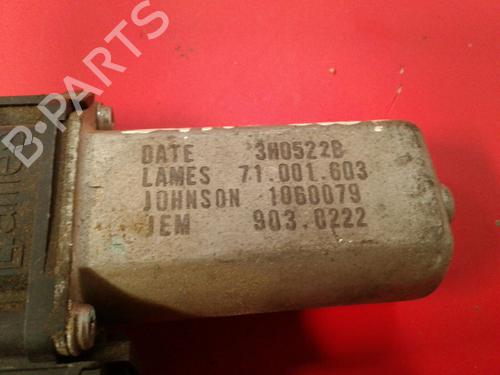 B-PARTS
DATE 3H0522B
LAMES 71.001.603
JOHNSON 1060079
JEM 903.0222